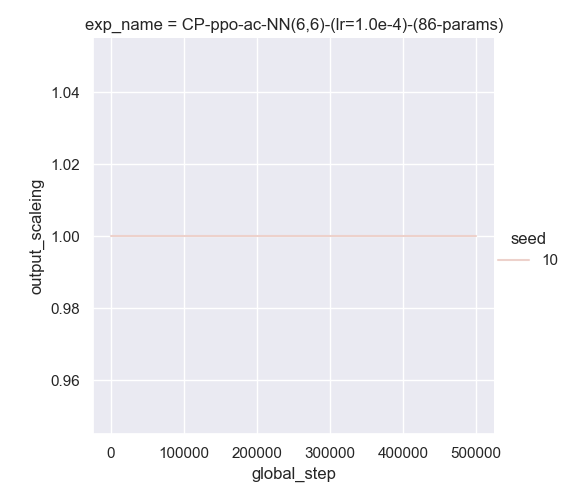 exp_name = CP-ppo-ac-NN(6,6)-(lr=1.0e-4)-(86-params)
1.04
1.02
1.00
0.98
0.96
output_scaleing
seed
10
0 100000 200000 300000 400000 500000
global_step